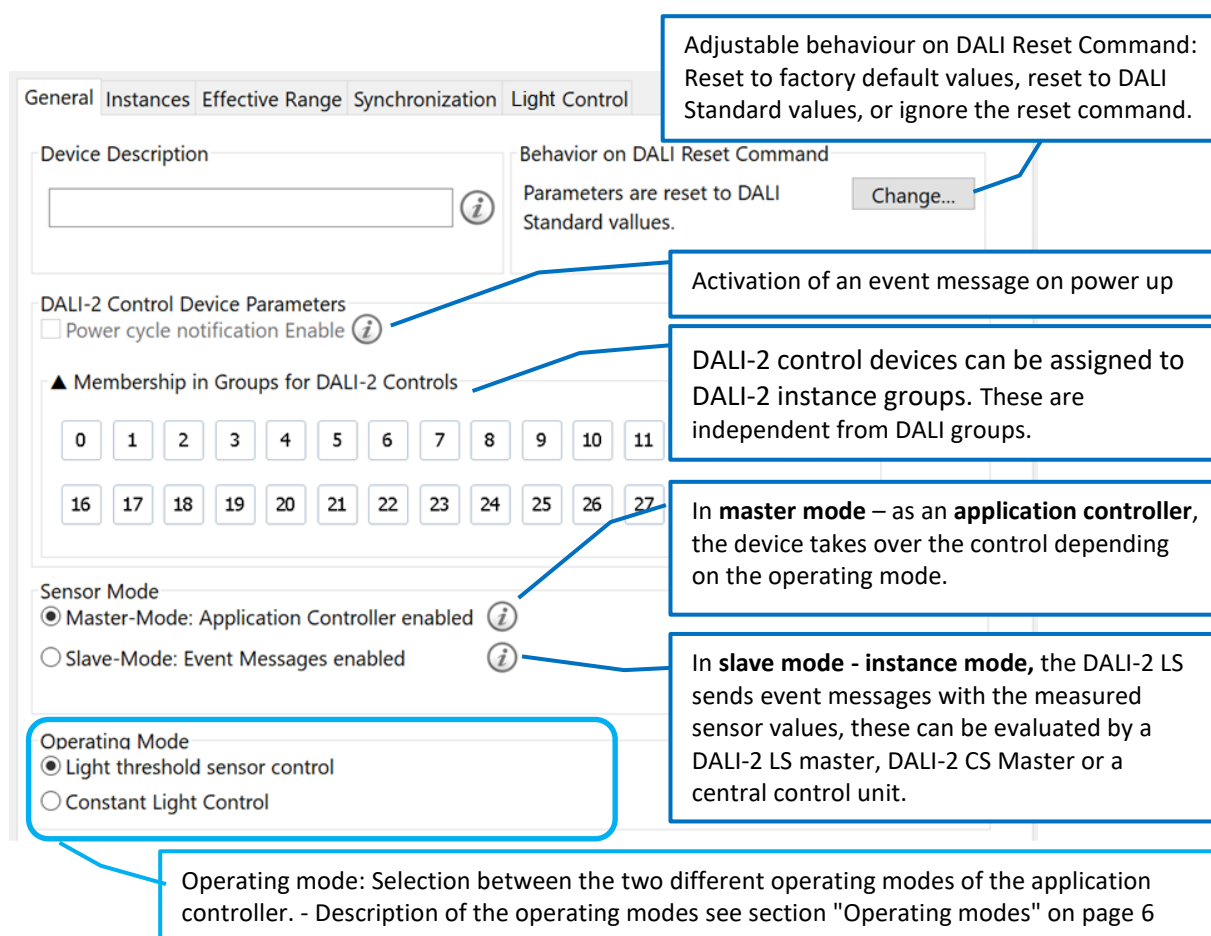 Adjustable behaviour on DALI Reset Command:
Reset to factory default values, reset to DALI
Standard values, or ignore the reset command.
General Instances Effective Range Synchronization Light Control
Device Description
Behavior on DALI Reset Command
Parameters are reset to DALI
Standard vallues.
Change...
Activation of an event message on power up
DALI-2 Control Device Parameters
Power cycle notification Enable
DALI-2 control devices can be assigned to
DALI-2 instance groups. These are
independent from DALI groups.
▲ Membership in Groups for DALI-2 Controls
0 1 2 3 4 5 6 7 8 9 10 11
16 17 18 19 20 21 22 23 24 25 26 27
In master mode – as an application controller,
the device takes over the control depending
on the operating mode.
Sensor Mode
Master-Mode: Application Controller enabled
Slave-Mode: Event Messages enabled
In slave mode - instance mode, the DALI-2 LS
sends event messages with the measured
sensor values, these can be evaluated by a
DALI-2 LS master, DALI-2 CS Master or a
central control unit.
Operating Mode
Light threshold sensor control
Constant Light Control
Operating mode: Selection between the two different operating modes of the application
controller. - Description of the operating modes see section "Operating modes" on page 6